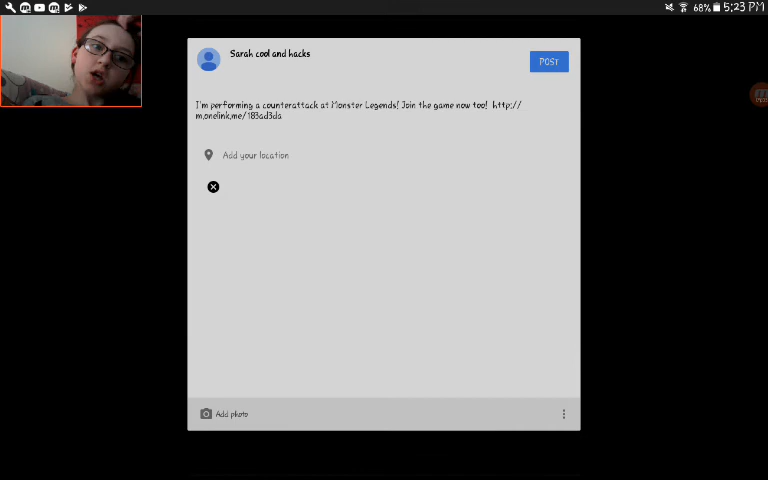 68% 5:23 PM
Sarah cool and hacks
POST
I'm performing a counterattack at Monster Legends! Join the game now too! http://
m.onelink.me/183ad3da
Add your location
Add photo